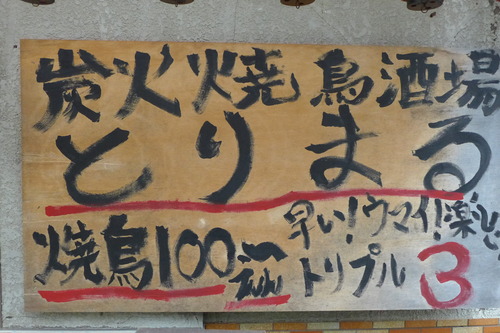 炭火焼鳥酒場
とりまる
早い!ウマイ!楽しい
焼鳥100円〜
トリプル3